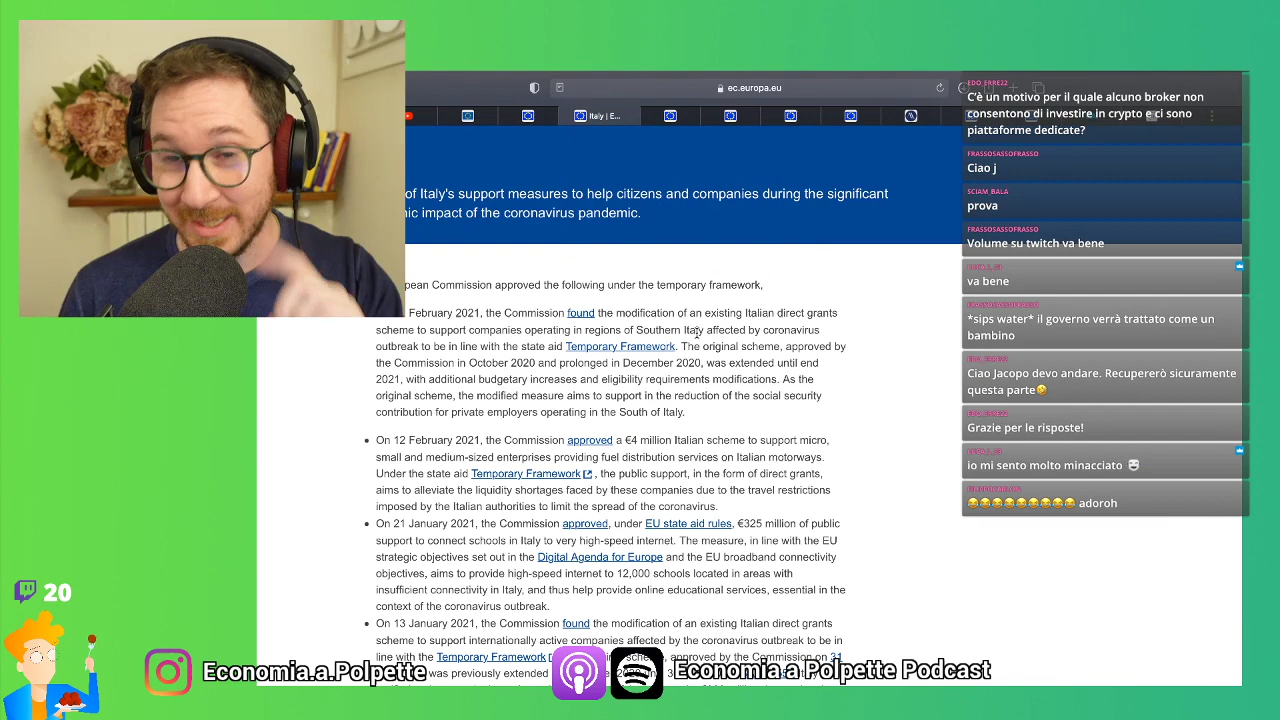 ec.europa.eu
Italy | E...
of Italy's support measures to help citizens and companies during the significant
impact of the coronavirus pandemic.
Commission approved the following under the temporary framework,
February 2021, the Commission found the modification of an existing Italian direct grants
scheme to support companies operating in regions of Southern Italy affected by coronavirus
outbreak to be in line with the state aid Temporary Framework. The original scheme, approved by
the Commission in October 2020 and prolonged in December 2020, was extended until end
2021, with additional budgetary increases and eligibility requirements modifications. As the
original scheme, the modified measure aims to support in the reduction of the social security
contribution for private employers operating in the South of Italy.
On 12 February 2021, the Commission approved a €4 million Italian scheme to support micro,
small and medium-sized enterprises providing fuel distribution services on Italian motorways.
Under the state aid Temporary Framework , the public support, in the form of direct grants,
aims to alleviate the liquidity shortages faced by these companies due to the travel restrictions
imposed by the Italian authorities to limit the spread of the coronavirus.
On 21 January 2021, the Commission approved, under EU state aid rules, €325 million of public
support to connect schools in Italy to very high-speed internet. The measure, in line with the EU
strategic objectives set out in the Digital Agenda for Europe and the EU broadband connectivity
objectives, aims to provide high-speed internet to 12,000 schools located in areas with
insufficient connectivity in Italy, and thus help provide online educational services, essential in the
context of the coronavirus outbreak.
On 13 January 2021, the Commission found the modification of an existing Italian direct grants
scheme to support internationally active companies affected by the coronavirus outbreak to be in
line with the Temporary Framework approved by the Commission on 31
was previously extended
EDO_ERRE22
C'è un motivo per il quale alcuno broker non
consentono di investire in crypto e ci sono
piattaforme dedicate?
FRASSOSASSOFRASSO
Ciao j
SCIAM_BALA
prova
FRASSOSASSOFRASSO
Volume su twitch va bene
va bene
FRASSOSASSOFRASSO
*sips water* il governo verrà trattato come un
bambino
EDO_ERRE22
Ciao Jacopo devo andare. Recupererò sicuramente
questa parte🤣
EDO_ERRE22
Grazie per le risposte!
io mi sento molto minacciato
😂😂😂😂😂😂😂😂😂 adoroh
20
Economia.a.Polpette
Economia a Polpette Podcast